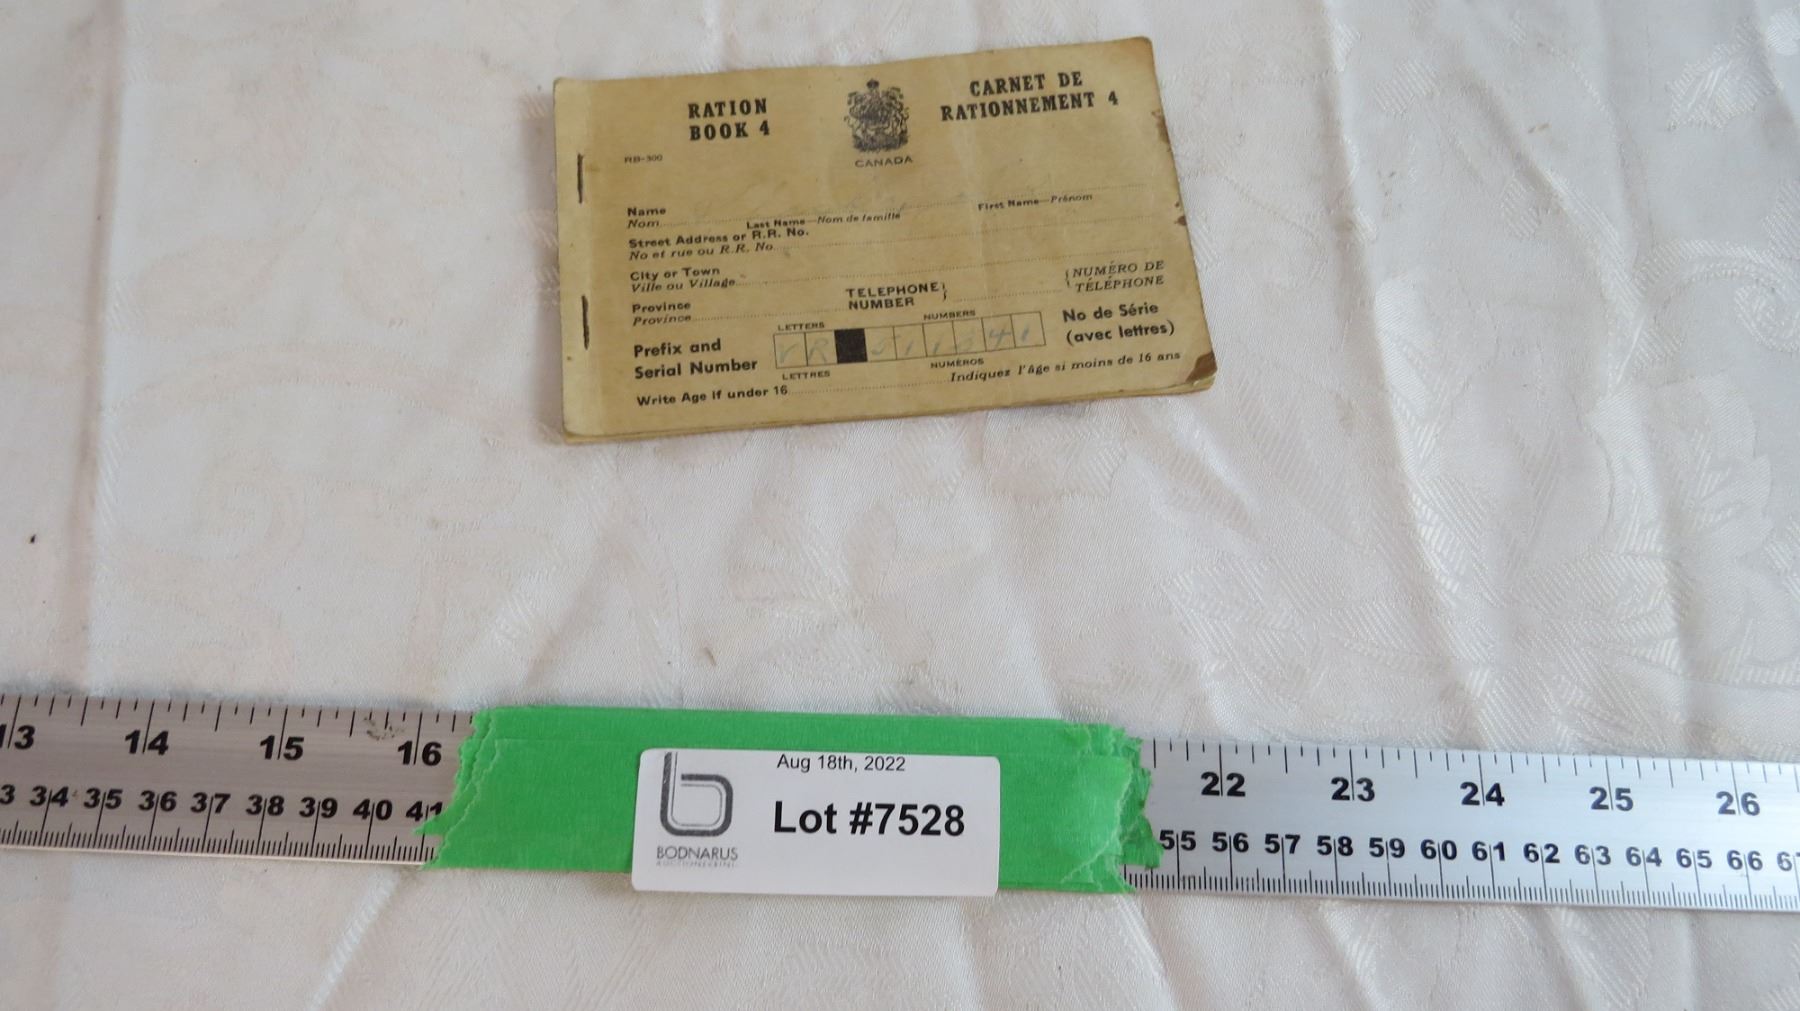 RATION
BOOK 4
CANADA
CARNET DE
RATIONNEMENT 4
RB-300
Name
Nom
Last Name—Nom de famille
First Name—Prénom
Street Address or R.R. No.
No et rue ou R.R. No
City or Town
Ville ou Village
Province
Province
TELEPHONE
NUMBER
NUMÉRO DE
TÉLÉPHONE
LETTERS
NUMBERS
Prefix and
Serial Number
No de Série
(avec lettres)
LETTRES
NUMÉROS
Write Age if under 16
Indiquez l'âge si moins de 16 ans
13 14 15 16
3 34 35 36 37 38 39 40 41
22 23 24 25 26
55 56 57 58 59 60 61 62 63 64 65 66 6
Aug 18th, 2022
Lot #7528
BODNARUS
AUCTIONEERING